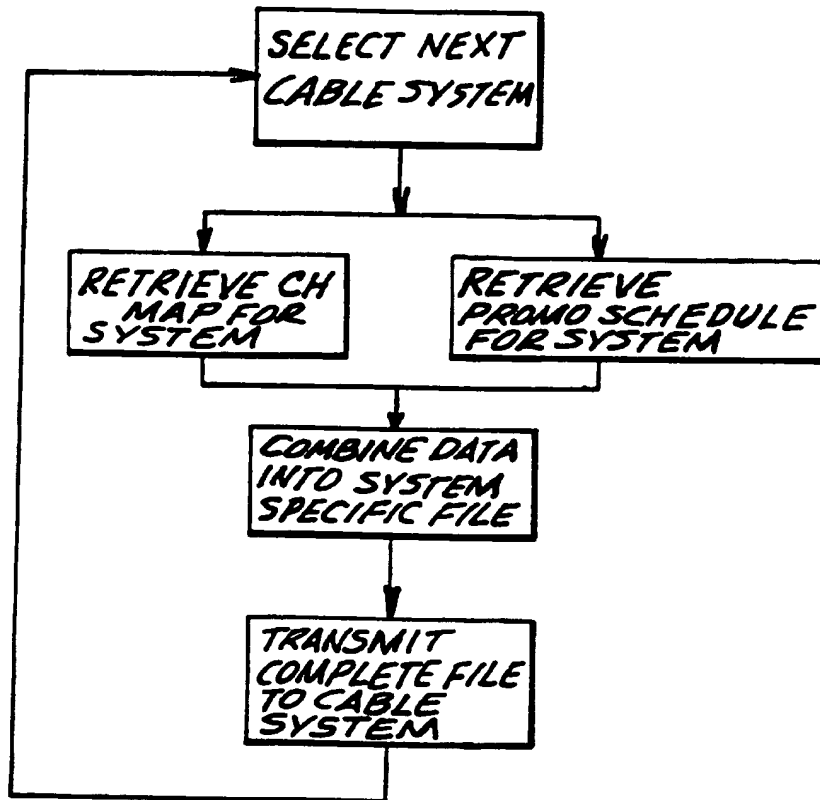 SELECT NEXT
CABLE SYSTEM
RETRIEVE CH
MAP FOR
SYSTEM
RETRIEVE
PROMO SCHEDULE
FOR SYSTEM
COMBINE DATA
INTO SYSTEM
SPECIFIC FILE
TRANSMIT
COMPLETE FILE
TO CABLE
SYSTEM